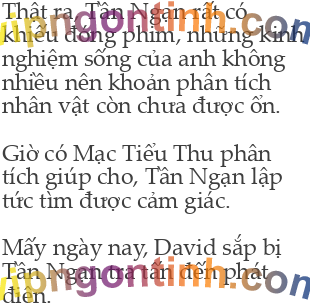 Thật ra, Tần Ngạn rất có
khiếu đóng phim, nhưng kinh
nghiệm sống của anh không
nhiều nên khoản phân tích
nhân vật còn chưa được ổn.
Giờ có Mạc Tiểu Thu phân
tích giúp cho, Tần Ngạn lập
tức tìm được cảm giác.
Mấy ngày nay, David sắp bị
Tần Ngạn tra tấn đến phát
điên.